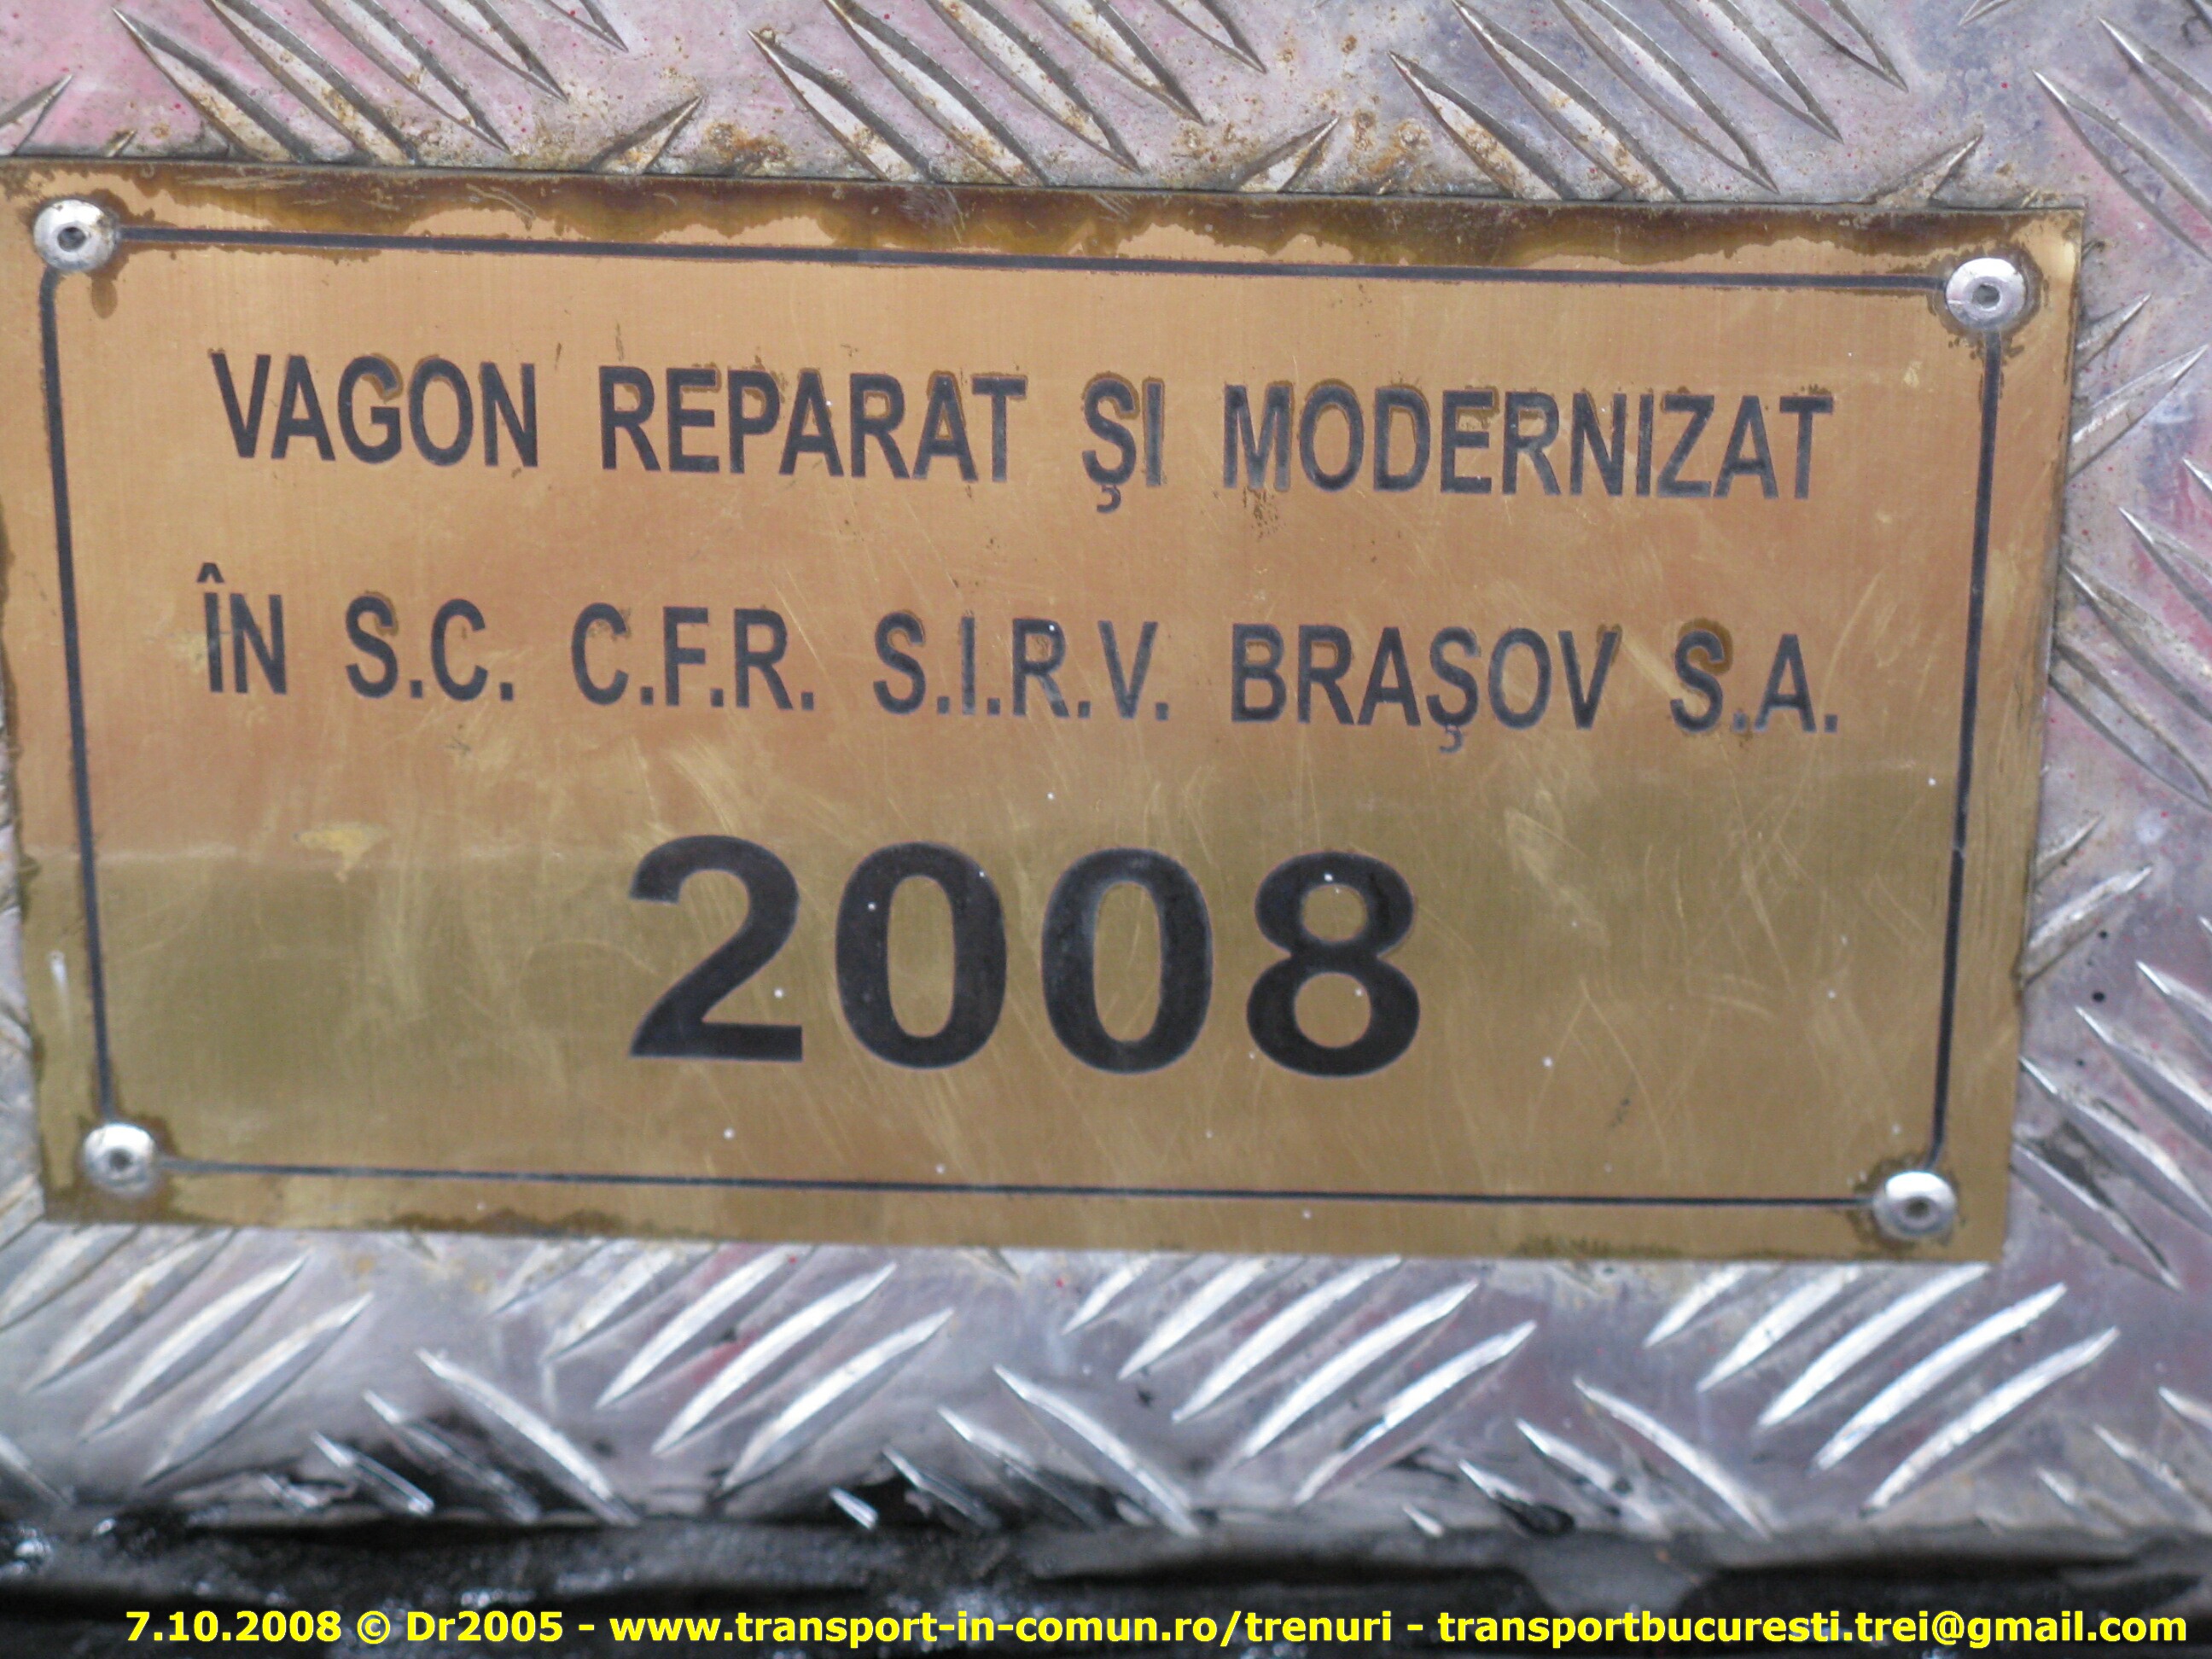 VAGON REPARAT ŞI MODERNIZAT
ÎN S.C. C.F.R. S.I.R.V. BRAŞOV S.A.
2008
7.10.2008 © Dr2005 - www.transport-in-comun.ro/trenuri - transportbucuresti.trei@gmail.com